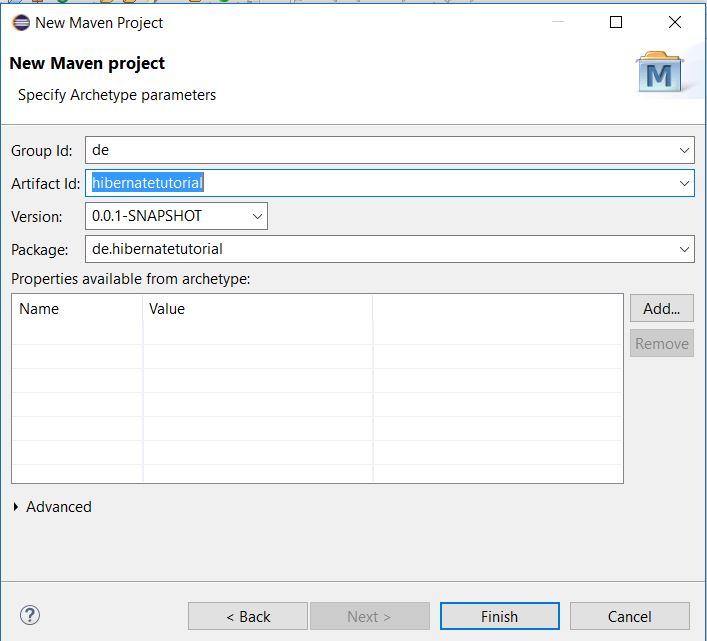 New Maven Project
New Maven project
Specify Archetype parameters
M
Group Id: de
Artifact Id: hibernatetutorial
Version: 0.0.1-SNAPSHOT
Package: de.hibernatetutorial
Properties available from archetype:
Name Value
Add...
Remove
Advanced
? < Back Next > Finish Cancel